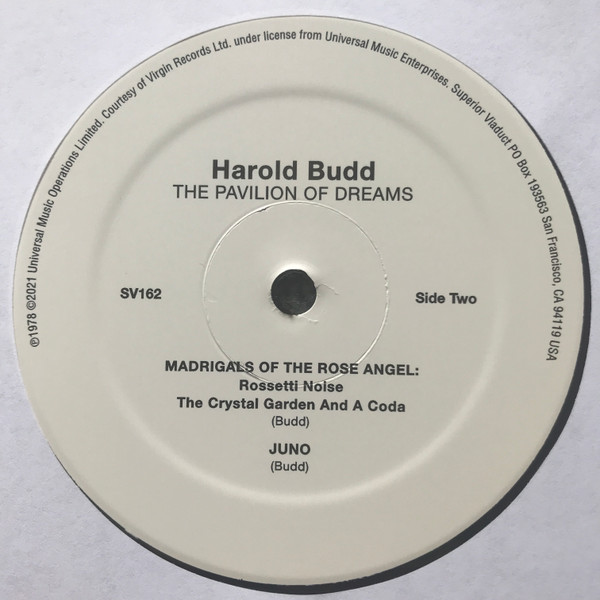 ℗1978 ©2021 Universal Music Operations Limited. Courtesy of Virgin Records Ltd. under license from Universal Music Enterprises. Superior Viaduct PO Box 193563 San Francisco, CA 94119 USA
Harold Budd
THE PAVILION OF DREAMS
SV162
Side Two
MADRIGALS OF THE ROSE ANGEL:
Rossetti Noise
The Crystal Garden And A Coda
(Budd)
JUNO
(Budd)